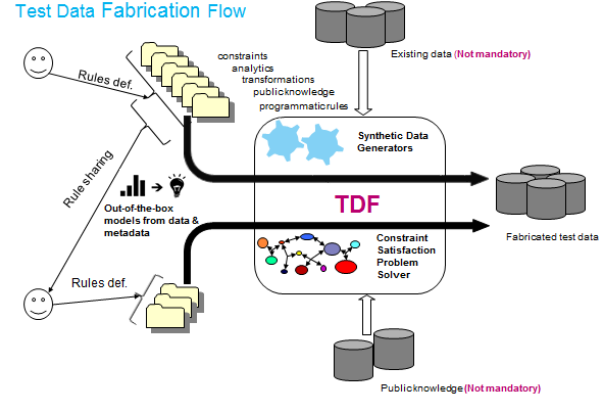 Test Data Fabrication Flow
Rules def.
constraints
analytics
transformations
publicknowledge
programmaticrules
Existing data (Not mandatory)
Synthetic Data
Generators
Rule sharing
Out-of-the-box
models from data &
metadata
TDF
Constraint
Satisfaction
Problem
Solver
Fabricated test data
Rules def.
Publicknowledge(Not mandatory)